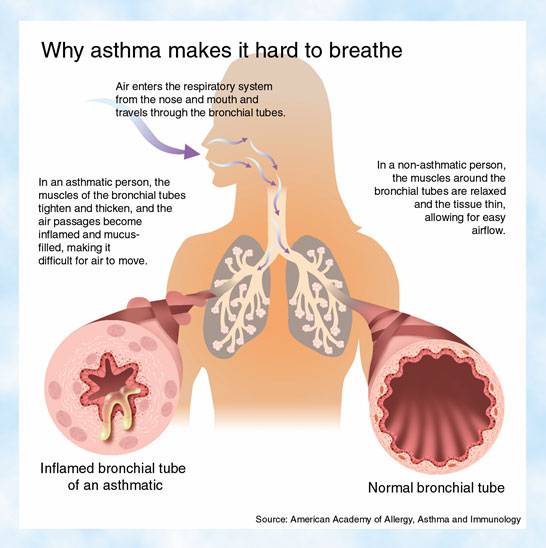 Why asthma makes it hard to breathe
Air enters the respiratory system
from the nose and mouth and
travels through the bronchial tubes.
In an asthmatic person, the
muscles of the bronchial tubes
tighten and thicken, and the
air passages become
inflamed and mucus-
filled, making it
difficult for air to move.
In a non-asthmatic person,
the muscles around the
bronchial tubes are relaxed
and the tissue thin,
allowing for easy
airflow.
Inflamed bronchial tube
of an asthmatic
Normal bronchial tube
Source: American Academy of Allergy, Asthma and Immunology